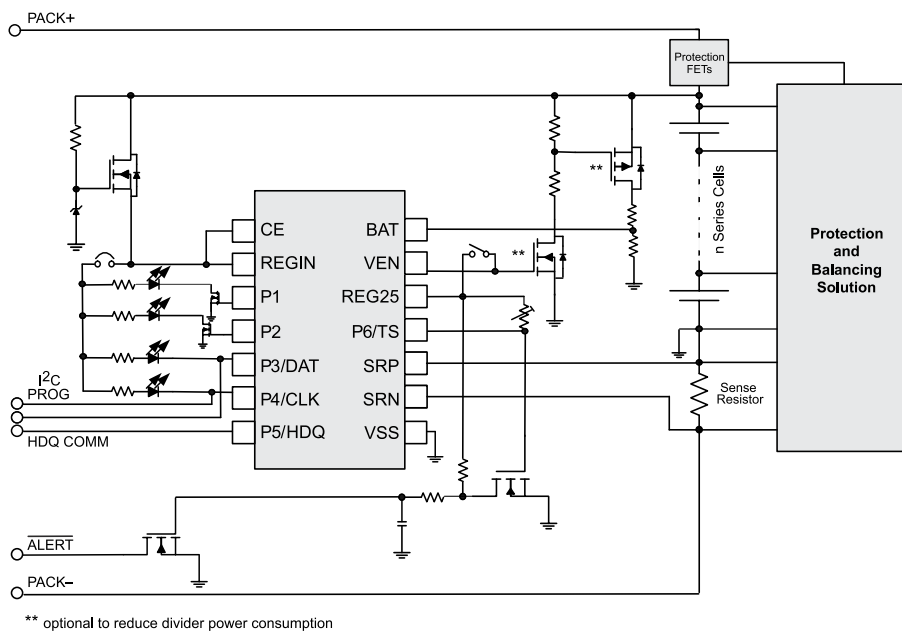 PACK+
Protection
FETs
**
n Series Cells
Protection
and
Balancing
Solution
CE
BAT
REGIN
VEN
**
P1
REG25
P2
P6/TS
P3/DAT
SRP
P4/CLK
SRN
P5/HDQ
VSS
I²C
PROG
HDQ COMM
Sense
Resistor
ALERT
PACK–
** optional to reduce divider power consumption